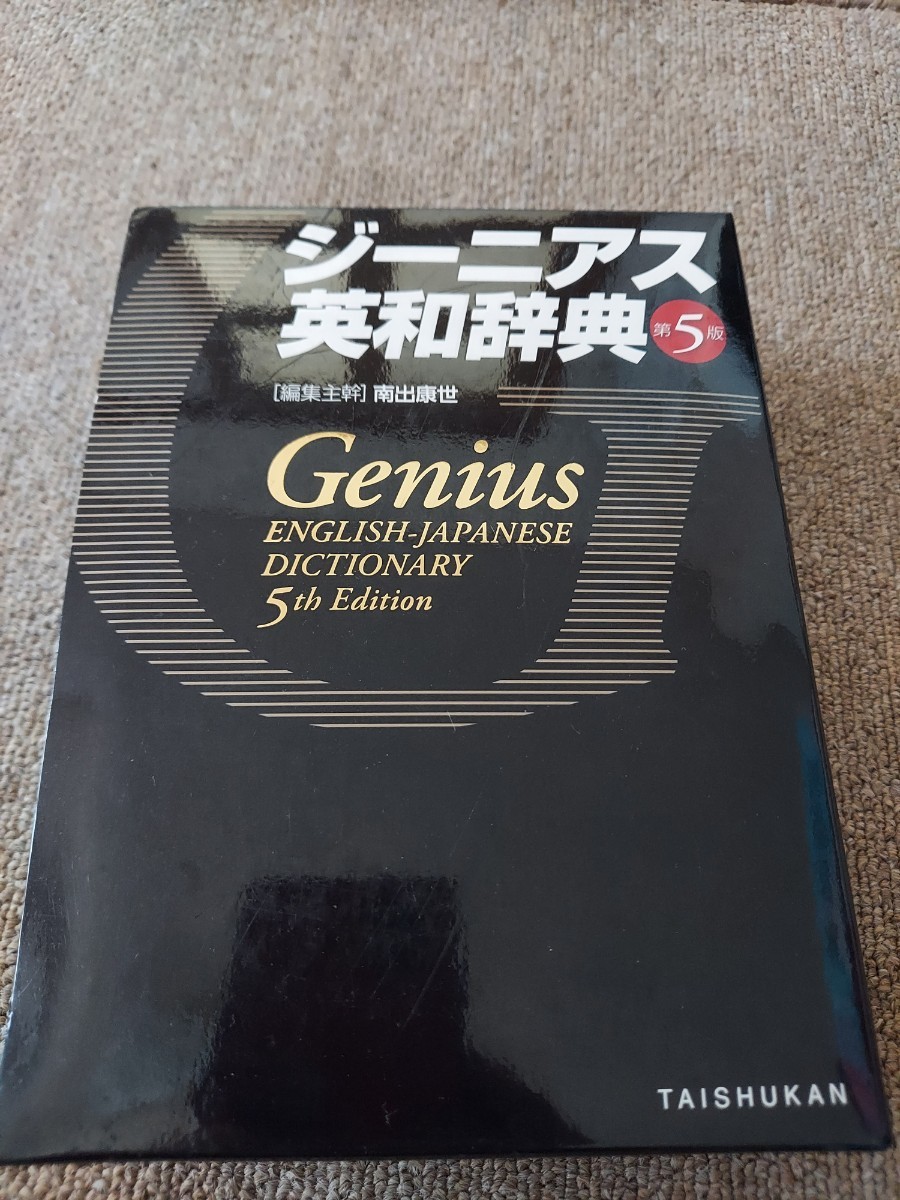 ジーニアス
英和辞典 第5版
[編集主幹] 南出康世
Genius
ENGLISH-JAPANESE
DICTIONARY
5th Edition
TAISHUKAN